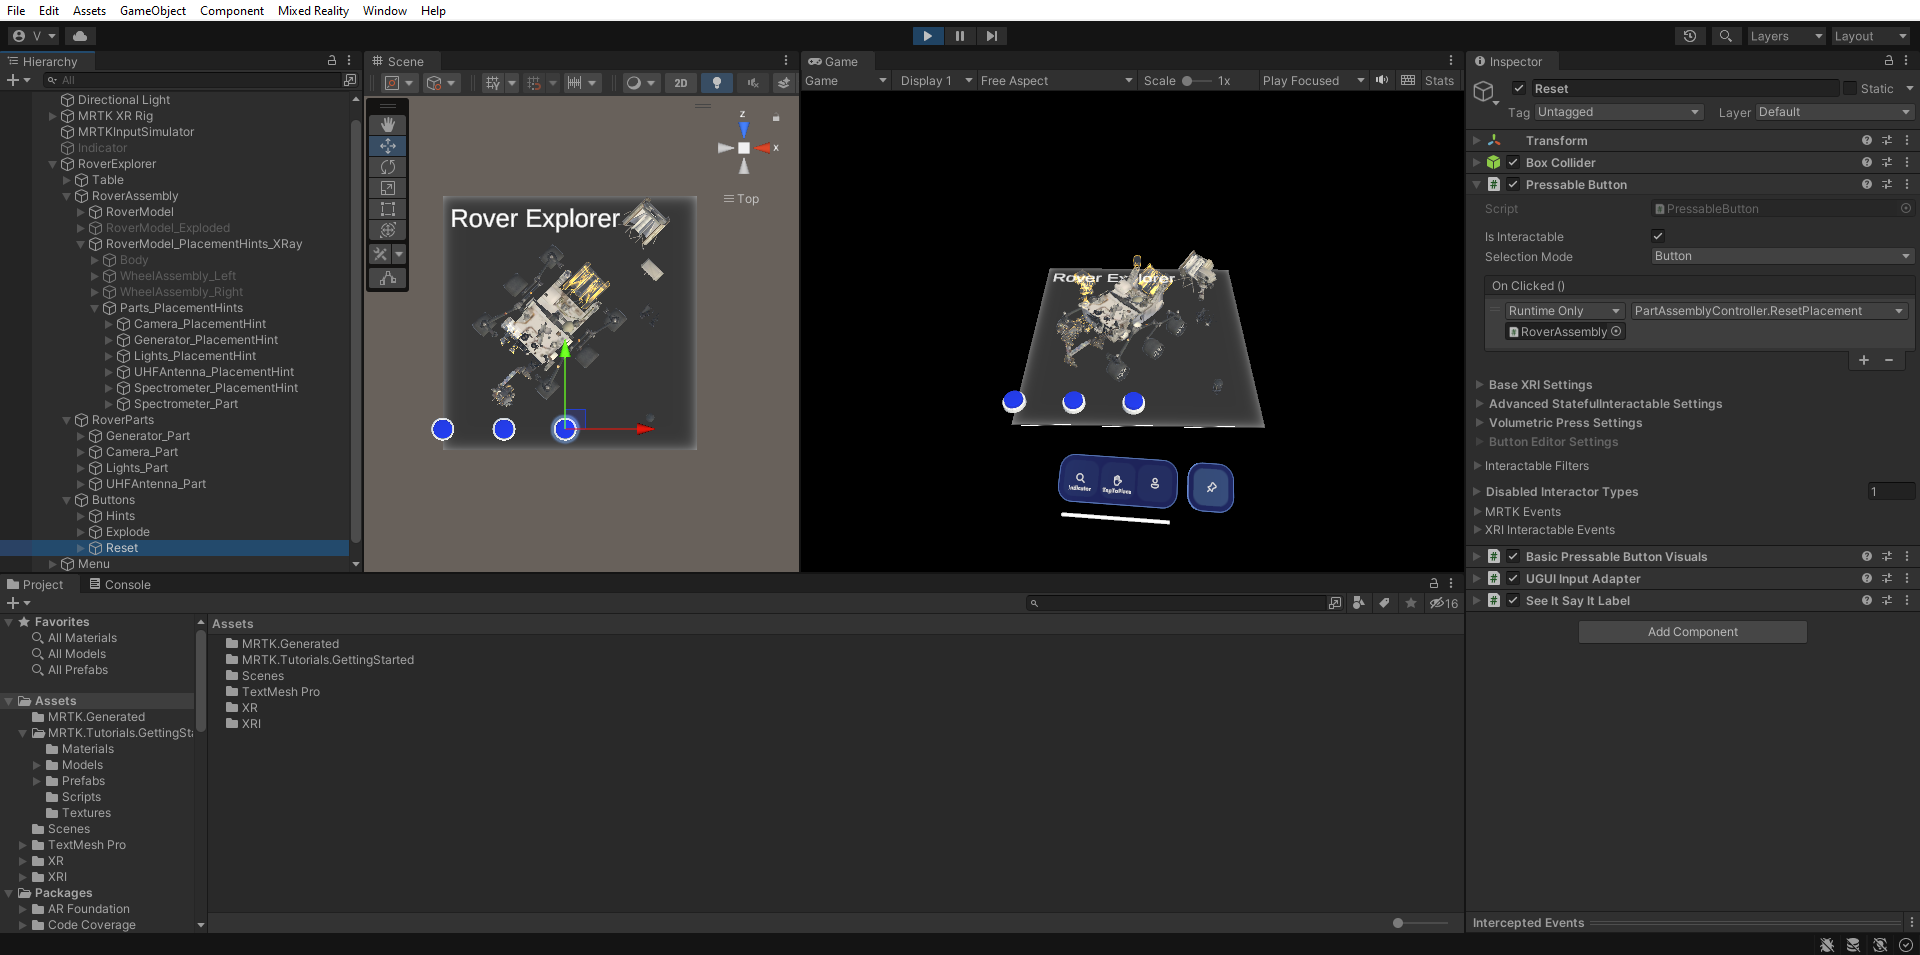 File Edit Assets GameObject Component Mixed Reality Window Help
V
Layers Layout
Hierarchy
All
Directional Light
MRTK XR Rig
MRTKInputSimulator
Indicator
RoverExplorer
Table
RoverAssembly
RoverModel
RoverModel_Exploded
RoverModel_PlacementHints_XRay
Body
WheelAssembly_Left
WheelAssembly_Right
Parts_PlacementHints
Camera_PlacementHint
Generator_PlacementHint
Lights_PlacementHint
UHFAntenna_PlacementHint
Spectrometer_PlacementHint
Spectrometer_Part
RoverParts
Generator_Part
Camera_Part
Lights_Part
UHFAntenna_Part
Buttons
Hints
Explode
Reset
Menu
Scene
2D
z
x
Top
Rover Explorer
Game
Game Display 1 Free Aspect Scale 1x Play Focused Stats
Rover Explorer
Indicator
Inspector
Reset Static
Tag Untagged Layer Default
Transform
Box Collider
Pressable Button
Script PressableButton
Is Interactable
Selection Mode Button
On Clicked ()
Runtime Only PartAssemblyController.ResetPlacement
RoverAssembly
Base XRI Settings
Advanced StatefulInteractable Settings
Volumetric Press Settings
Button Editor Settings
Interactable Filters
Disabled Interactor Types 1
MRTK Events
XRI Interactable Events
Basic Pressable Button Visuals
UGUI Input Adapter
See It Say It Label
Add Component
Intercepted Events
Project Console
16
Favorites
All Materials
All Models
All Prefabs
Assets
MRTK.Generated
MRTK.Tutorials.GettingSta
Materials
Models
Prefabs
Scripts
Textures
Scenes
TextMesh Pro
XR
XRI
Packages
AR Foundation
Code Coverage
Assets
MRTK.Generated
MRTK.Tutorials.GettingStarted
Scenes
TextMesh Pro
XR
XRI